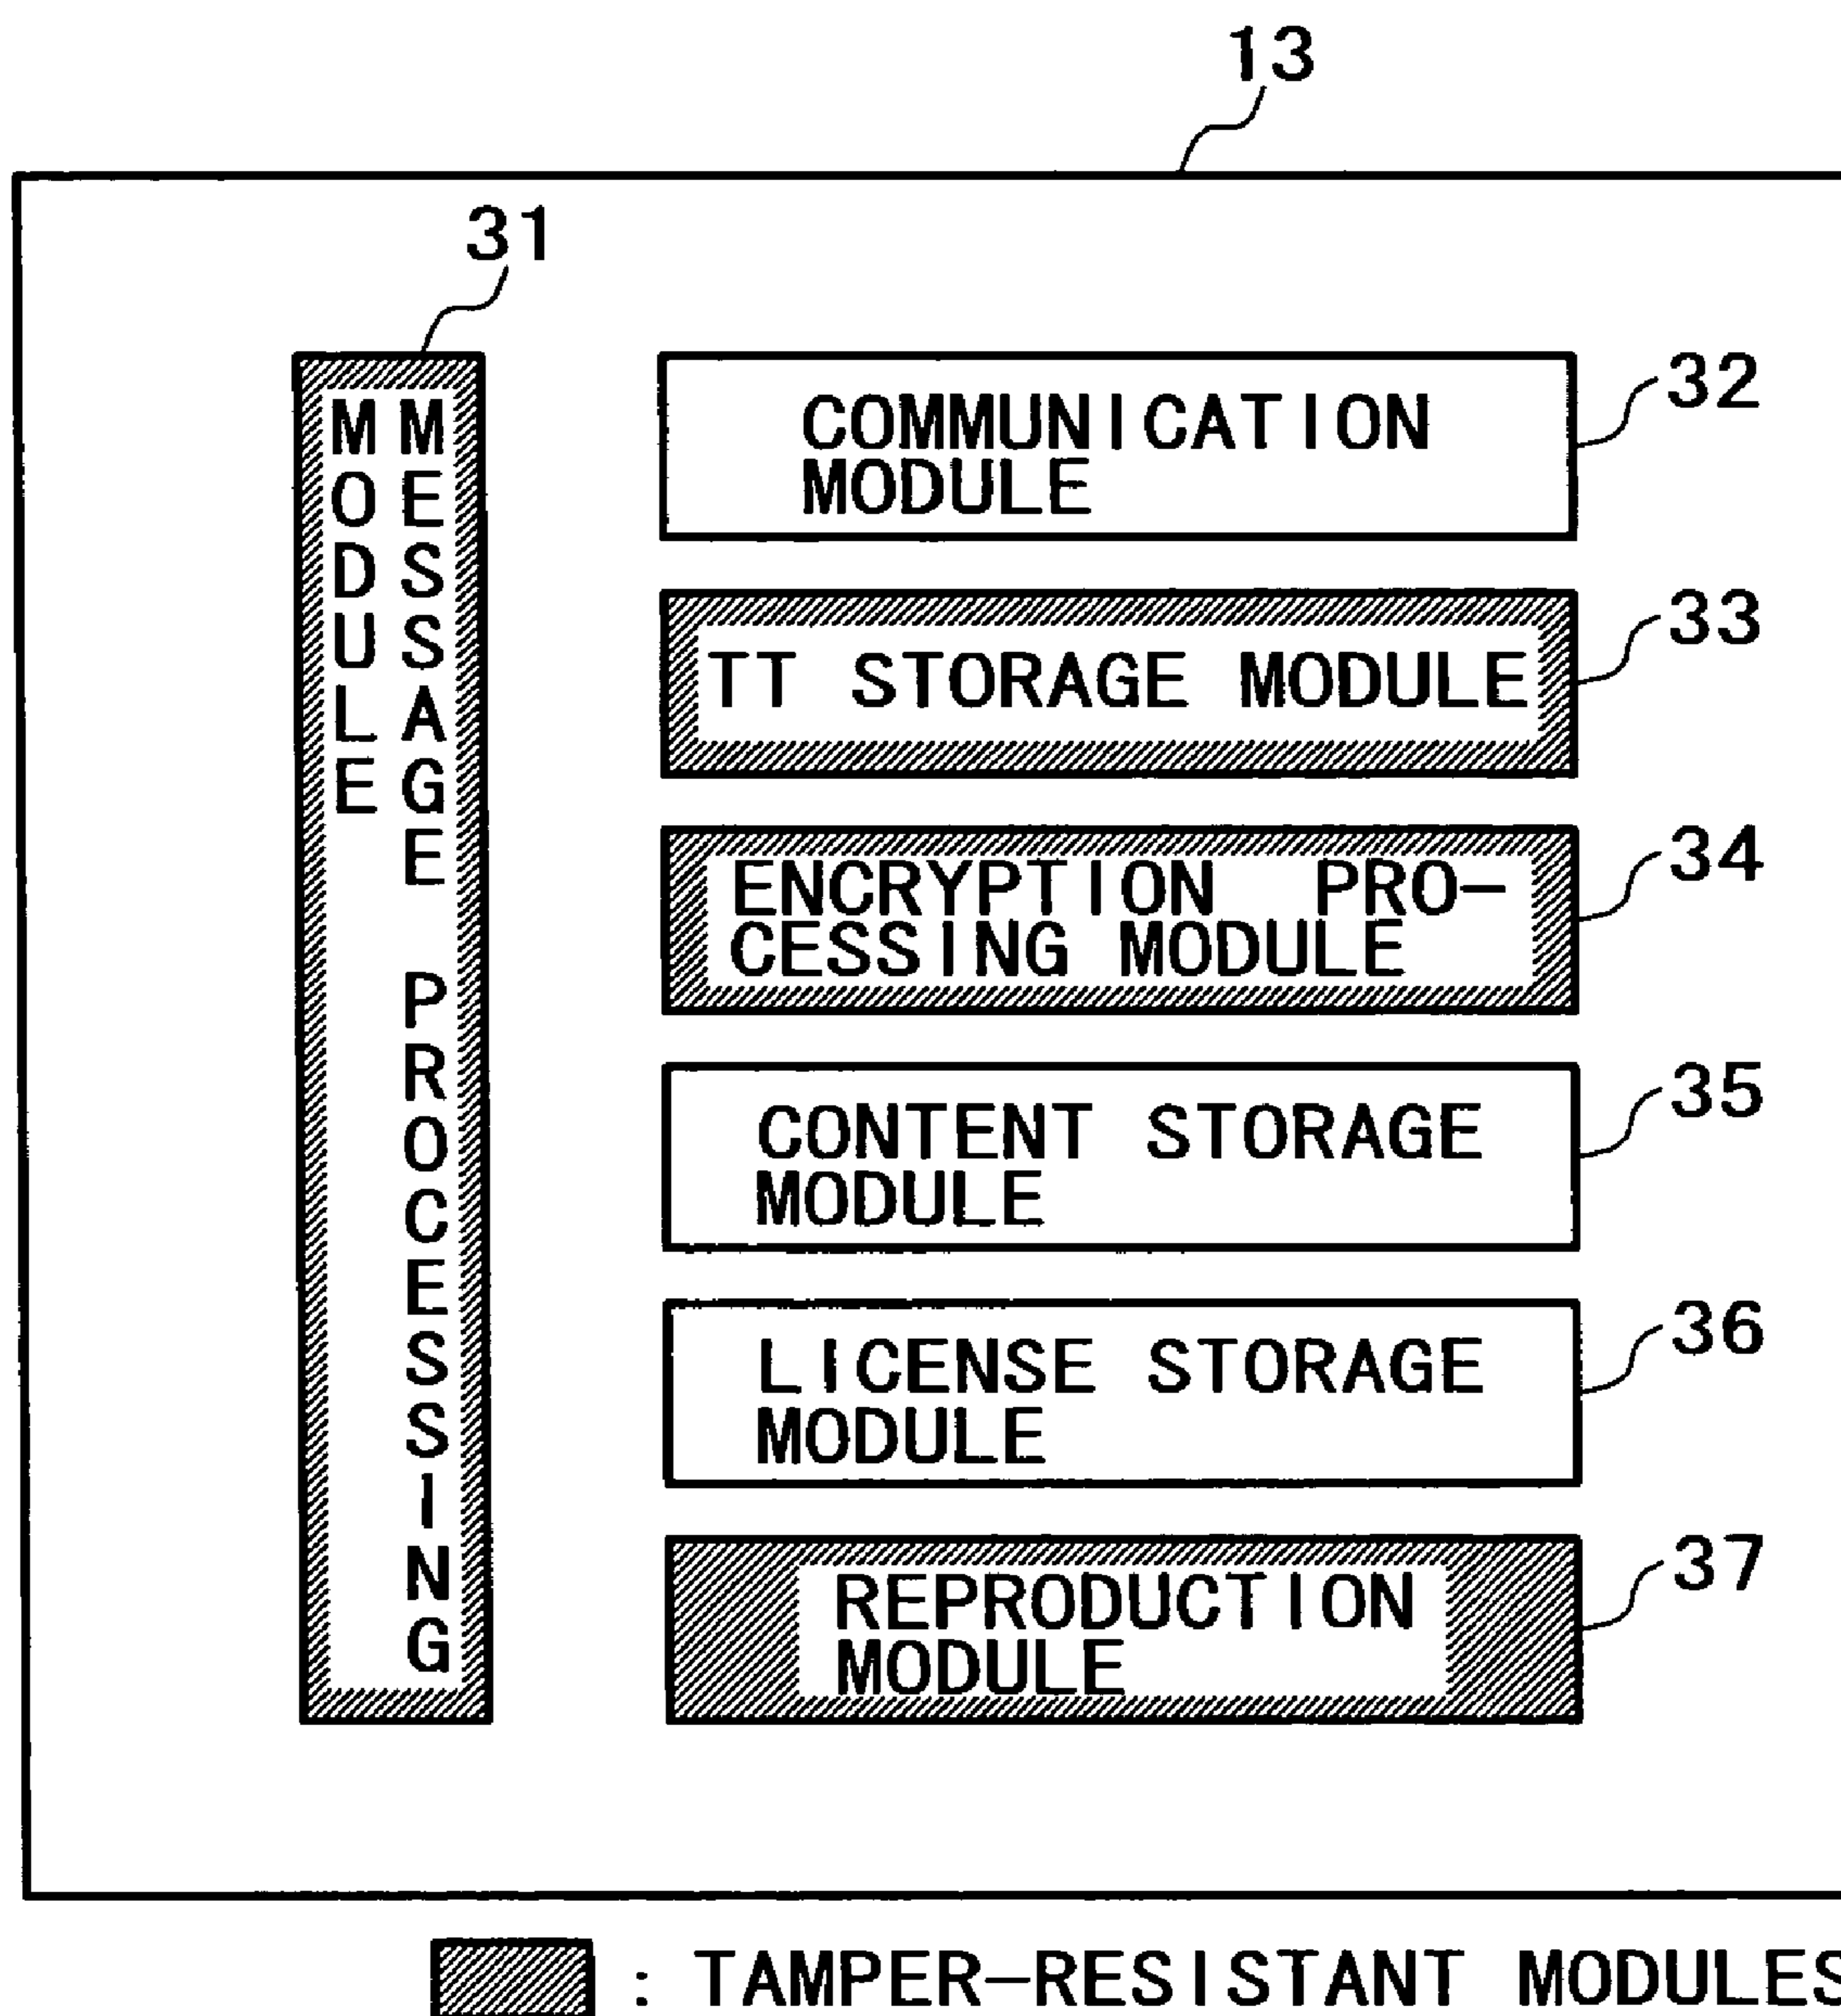 13
31
MESSAGE PROCESSING
MODULE
COMMUNICATION
MODULE
32
TT STORAGE MODULE
33
ENCRYPTION PRO-
CESSING MODULE
34
CONTENT STORAGE
MODULE
35
LICENSE STORAGE
MODULE
36
REPRODUCTION
MODULE
37
: TAMPER-RESISTANT MODULES